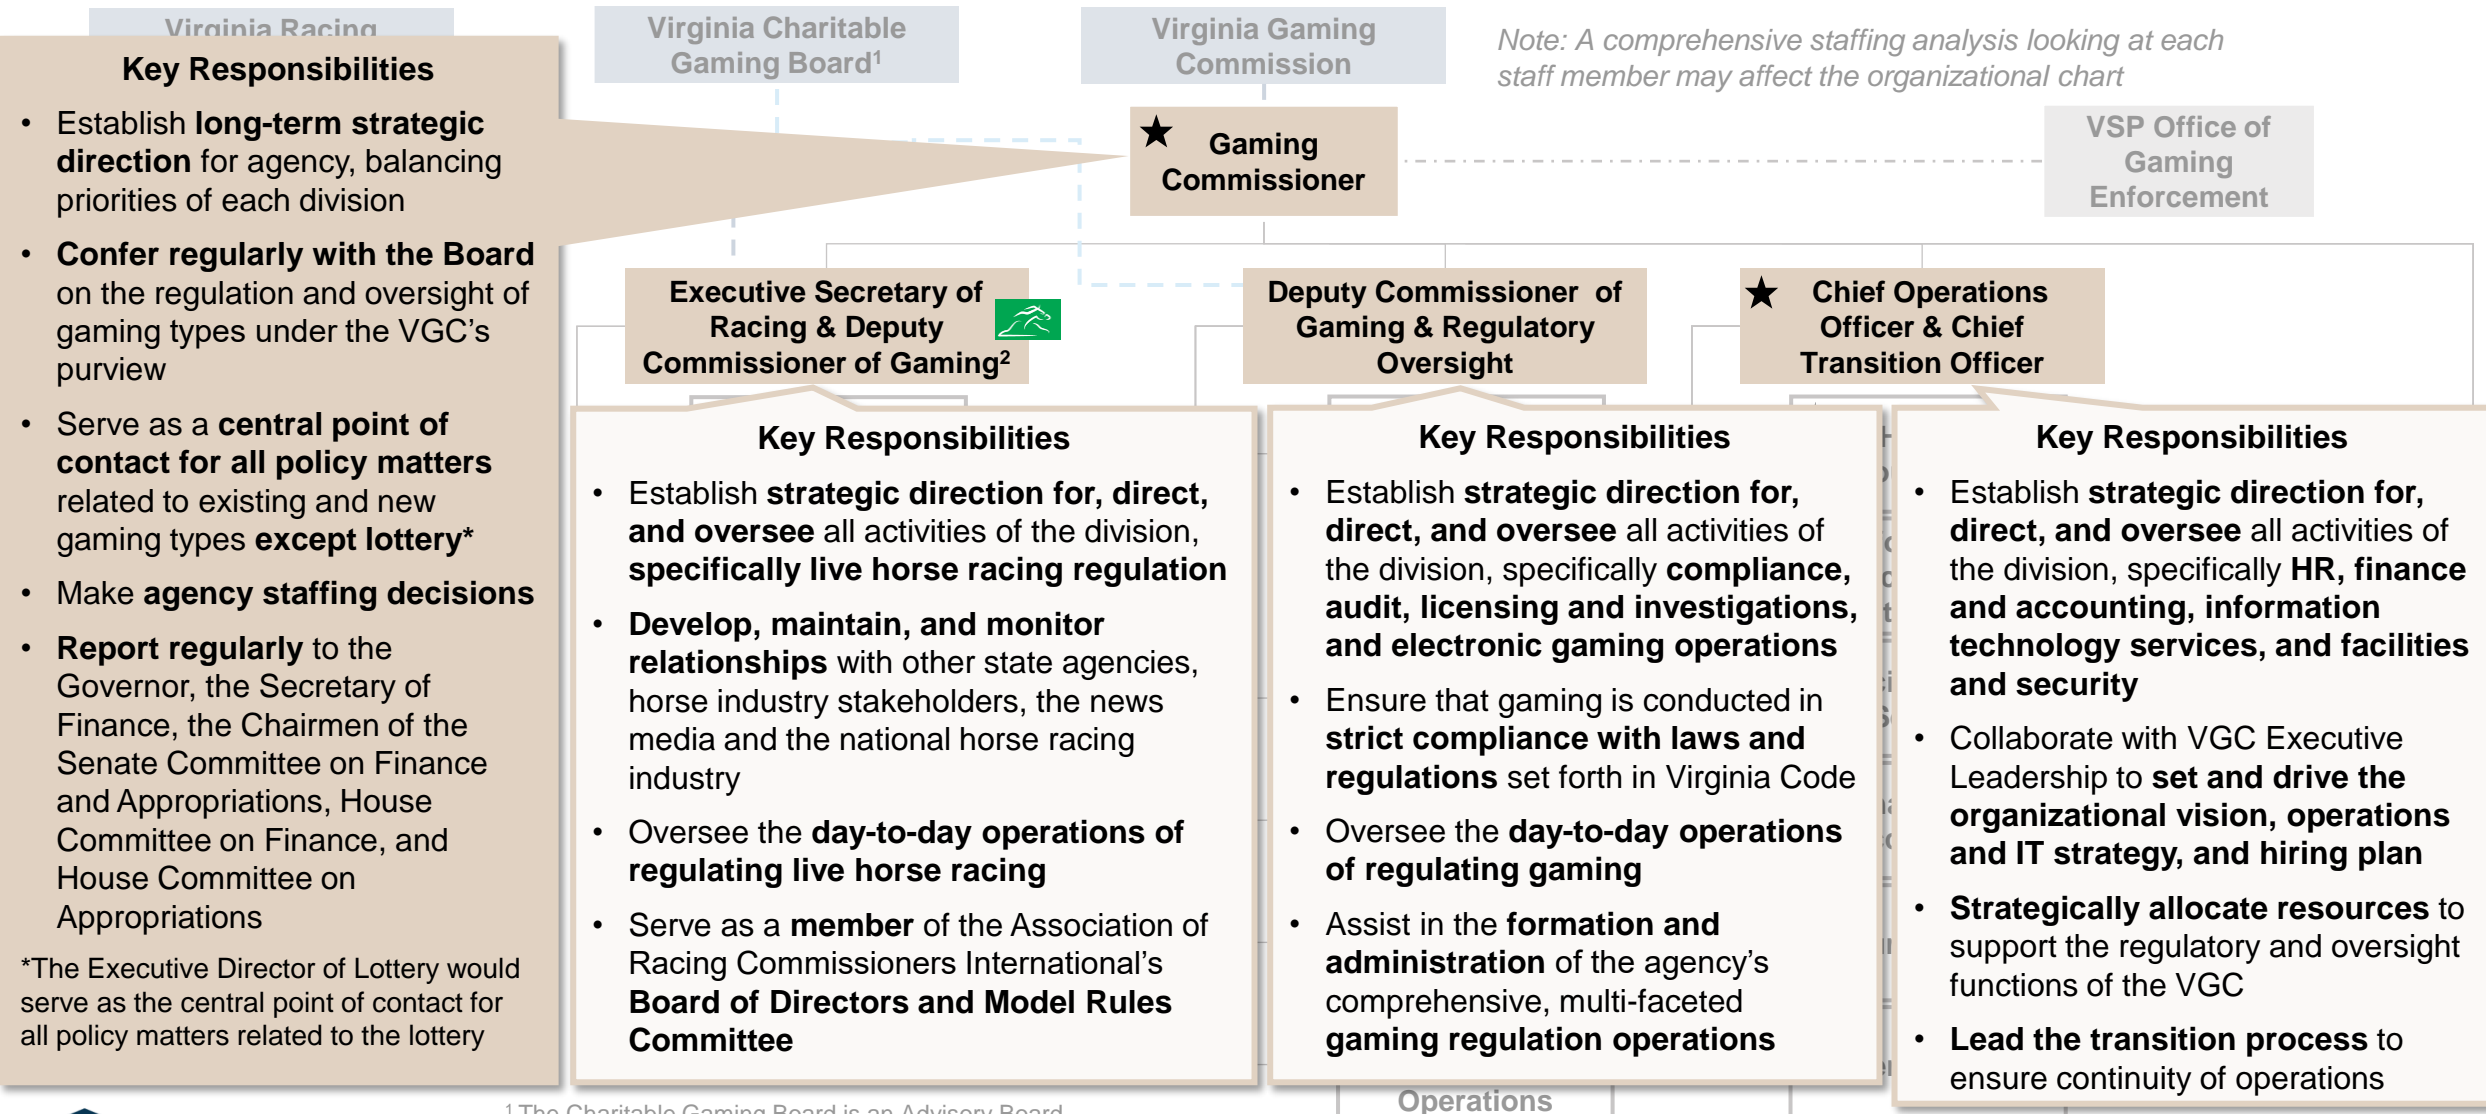 Virginia Racing
Virginia Charitable
Gaming Board¹
Virginia Gaming
Commission
Note: A comprehensive staffing analysis looking at each
staff member may affect the organizational chart
Gaming
Commissioner
VSP Office of
Gaming
Enforcement
Executive Secretary of
Racing & Deputy
Commissioner of Gaming²
Deputy Commissioner of
Gaming & Regulatory
Oversight
Chief Operations
Officer & Chief
Transition Officer
Key Responsibilities
• Establish long-term strategic
direction for agency, balancing
priorities of each division
• Confer regularly with the Board
on the regulation and oversight of
gaming types under the VGC’s
purview
• Serve as a central point of
contact for all policy matters
related to existing and new
gaming types except lottery*
• Make agency staffing decisions
• Report regularly to the
Governor, the Secretary of
Finance, the Chairmen of the
Senate Committee on Finance
and Appropriations, House
Committee on Finance, and
House Committee on
Appropriations
*The Executive Director of Lottery would
serve as the central point of contact for
all policy matters related to the lottery
Key Responsibilities
• Establish strategic direction for, direct,
and oversee all activities of the division,
specifically live horse racing regulation
• Develop, maintain, and monitor
relationships with other state agencies,
horse industry stakeholders, the news
media and the national horse racing
industry
• Oversee the day-to-day operations of
regulating live horse racing
• Serve as a member of the Association of
Racing Commissioners International’s
Board of Directors and Model Rules
Committee
Key Responsibilities
• Establish strategic direction for,
direct, and oversee all activities of
the division, specifically compliance,
audit, licensing and investigations,
and electronic gaming operations
• Ensure that gaming is conducted in
strict compliance with laws and
regulations set forth in Virginia Code
• Oversee the day-to-day operations
of regulating gaming
• Assist in the formation and
administration of the agency’s
comprehensive, multi-faceted
gaming regulation operations
Key Responsibilities
• Establish strategic direction for,
direct, and oversee all activities of
the division, specifically HR, finance
and accounting, information
technology services, and facilities
and security
• Collaborate with VGC Executive
Leadership to set and drive the
organizational vision, operations
and IT strategy, and hiring plan
• Strategically allocate resources to
support the regulatory and oversight
functions of the VGC
• Lead the transition process to
ensure continuity of operations
Operations
¹ The Charitable Gaming Board is an Advisory Board